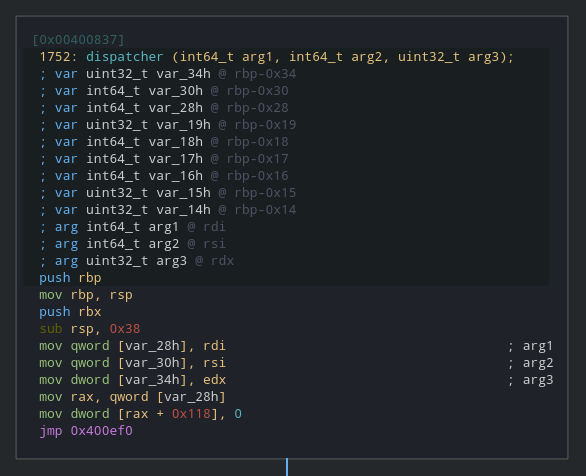 [0x00400837]
1752: dispatcher (int64_t arg1, int64_t arg2, uint32_t arg3);
; var uint32_t var_34h @ rbp-0x34
; var int64_t var_30h @ rbp-0x30
; var int64_t var_28h @ rbp-0x28
; var uint32_t var_19h @ rbp-0x19
; var int64_t var_18h @ rbp-0x18
; var int64_t var_17h @ rbp-0x17
; var int64_t var_16h @ rbp-0x16
; var uint32_t var_15h @ rbp-0x15
; var uint32_t var_14h @ rbp-0x14
; arg int64_t arg1 @ rdi
; arg int64_t arg2 @ rsi
; arg uint32_t arg3 @ rdx
push rbp
mov rbp, rsp
push rbx
sub rsp, 0x38
mov qword [var_28h], rdi ; arg1
mov qword [var_30h], rsi ; arg2
mov dword [var_34h], edx ; arg3
mov rax, qword [var_28h]
mov dword [rax + 0x118], 0
jmp 0x400ef0